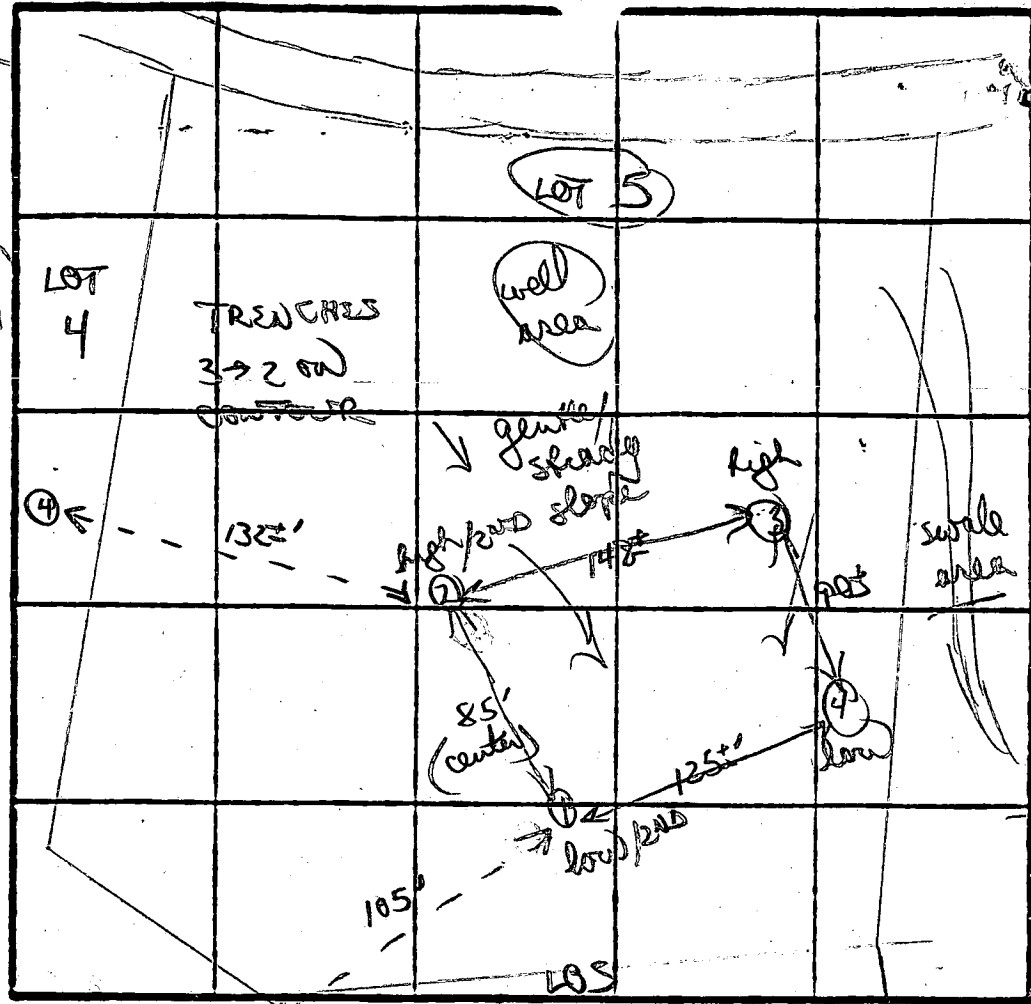 LOT 5
LOT
4
well
area
TRENCHES
3→2 ON
CONTOUR
gentle/
steady
slope
high
4
132±'
high/2ND
148±
3
swale
area
2
85'
(center)
4
low
125±'
1
low/2ND
105'